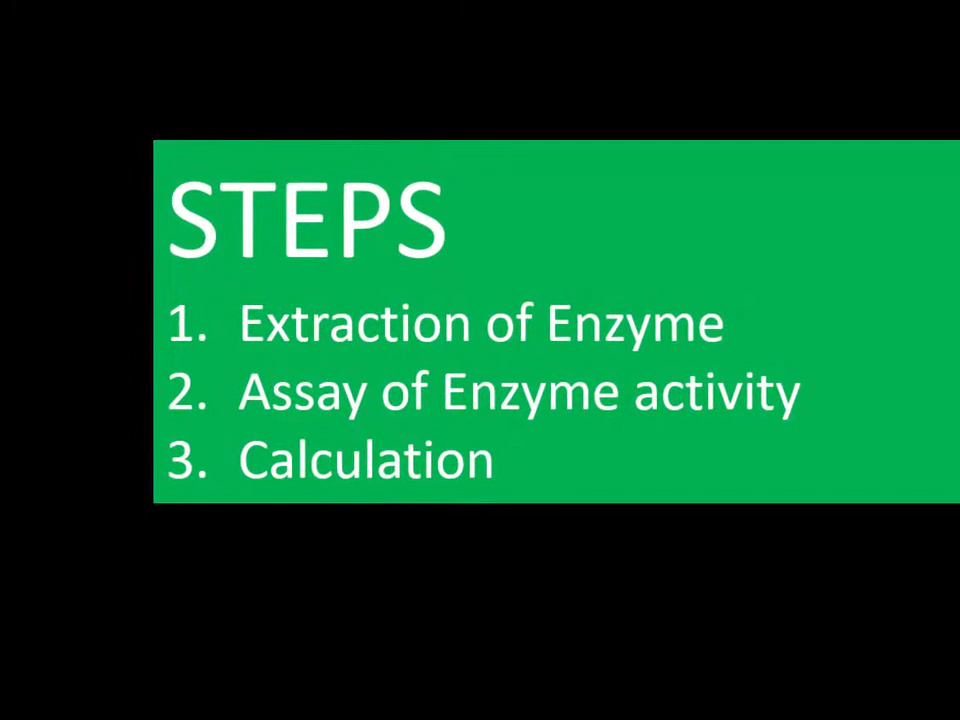 STEPS
1. Extraction of Enzyme
2. Assay of Enzyme activity
3. Calculation